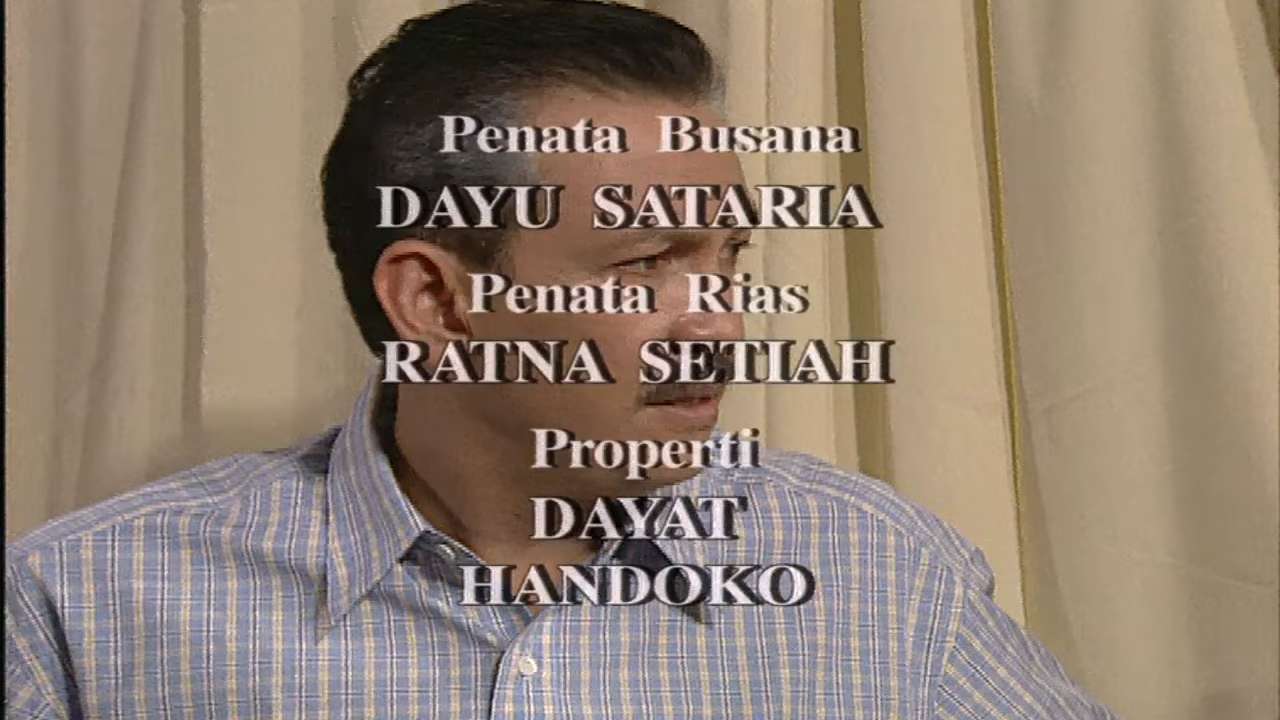 Penata Busana
DAYU SATARIA
Penata Rias
RATNA SETIAH
Properti
DAYAT
HANDOKO